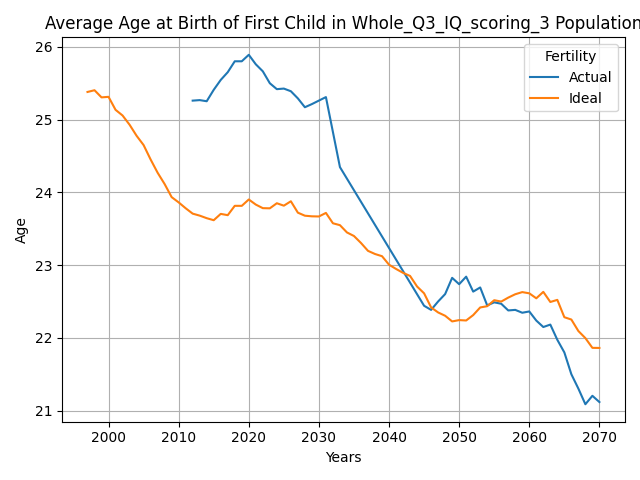 Average Age at Birth of First Child in Whole_Q3_IQ_scoring_3 Population
Fertility
Actual
Ideal
Age
26
25
24
23
22
21
2000 2010 2020 2030 2040 2050 2060 2070
Years